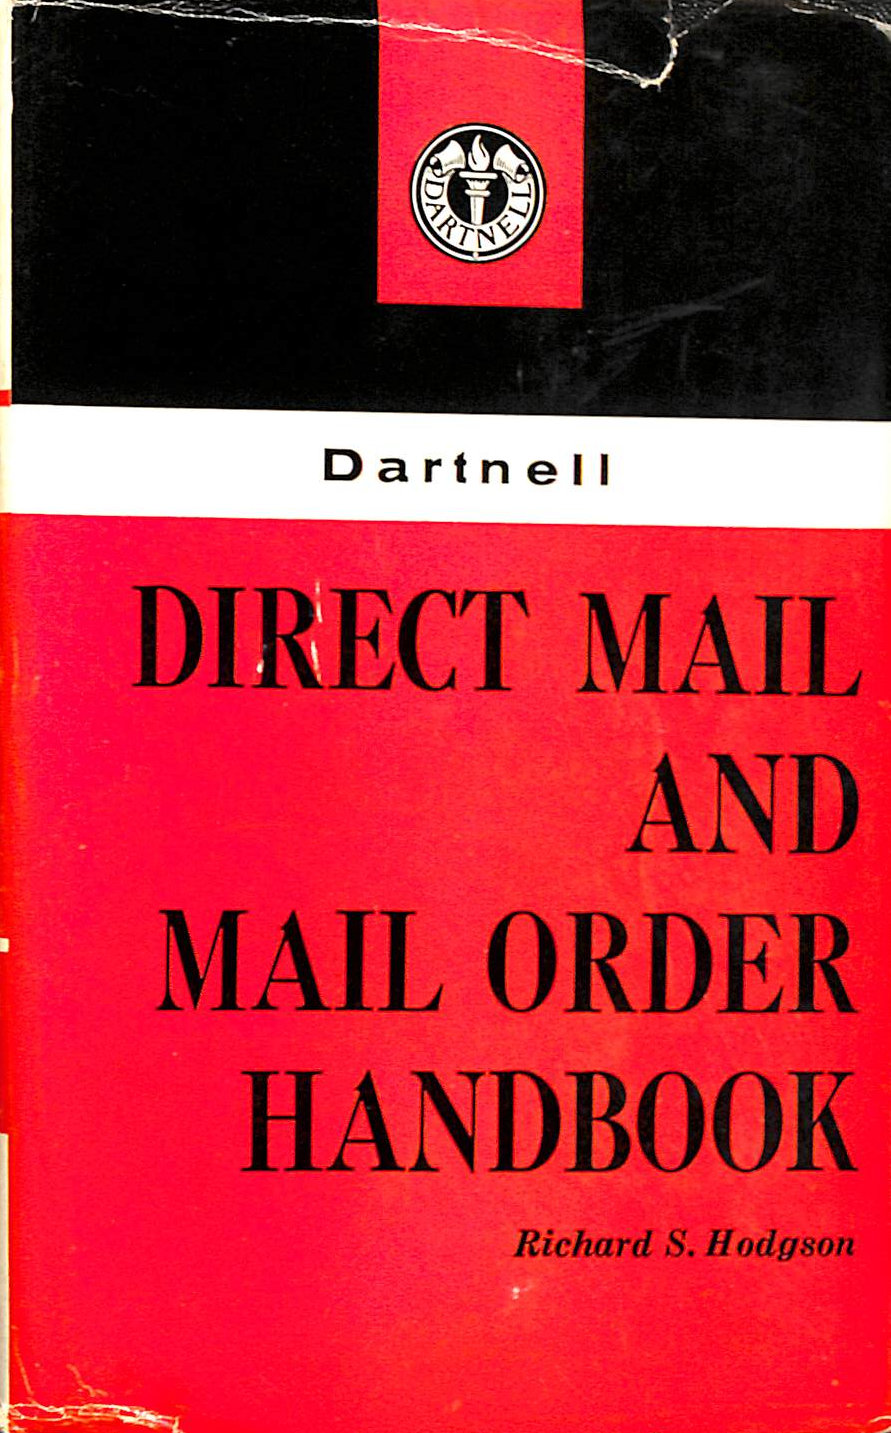 DARTNELL
Dartnell
DIRECT MAIL
AND
MAIL ORDER
HANDBOOK
Richard S. Hodgson